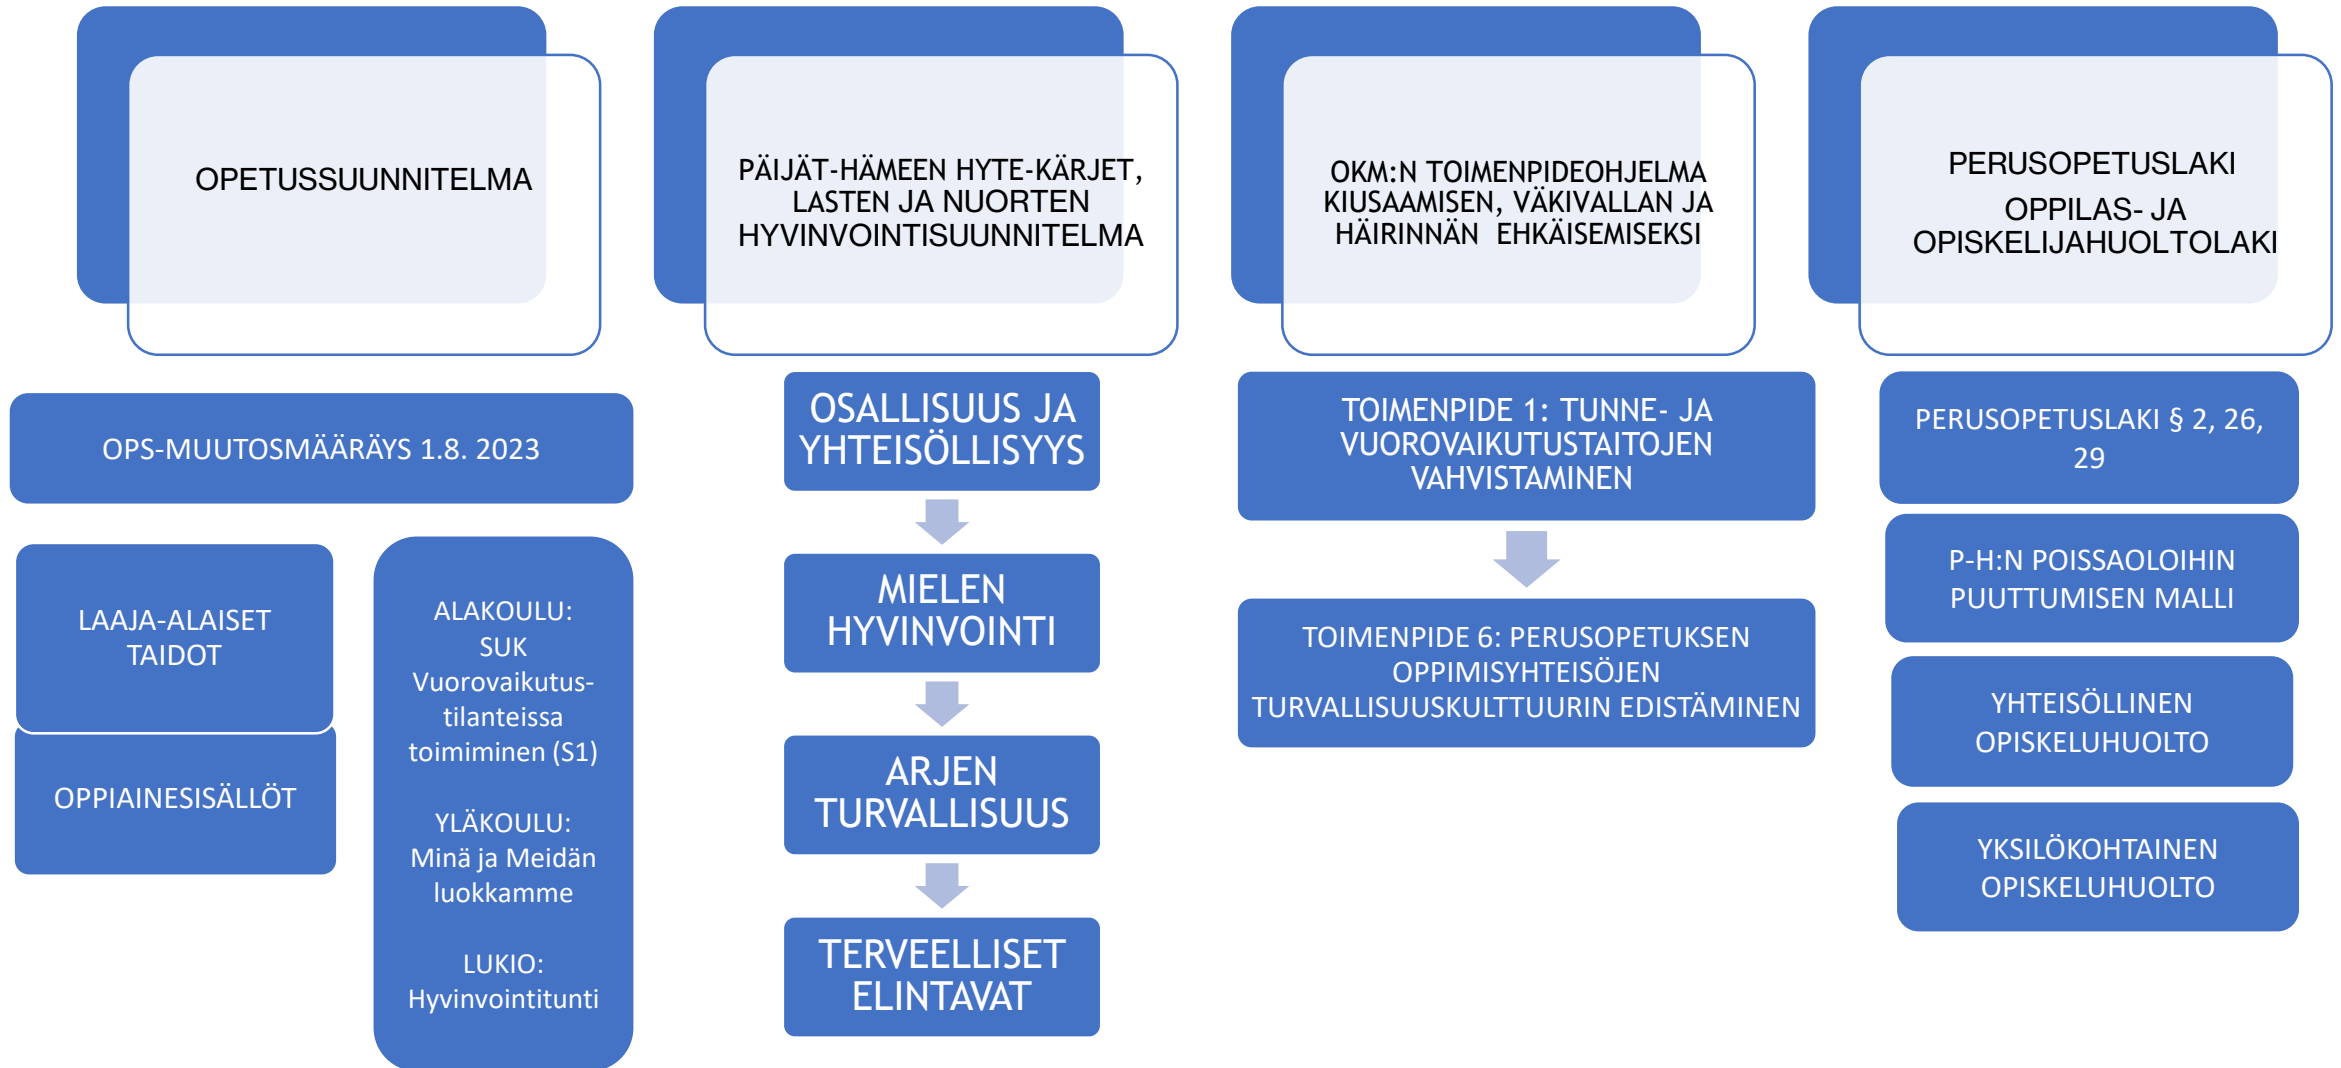 OPETUSSUUNNITELMA
OPS-MUUTOSMÄÄRÄYS 1.8. 2023
LAAJA-ALAISET
TAIDOT
OPPIAINESISÄLLÖT
ALAKOULU:
SUK
Vuorovaikutus-
tilanteissa
toimiminen (S1)
YLÄKOULU:
Minä ja Meidän
luokkamme
LUKIO:
Hyvinvointitunti
PÄIJÄT-HÄMEEN HYTE-KÄRJET,
LASTEN JA NUORTEN
HYVINVOINTISUUNNITELMA
OSALLISUUS JA
YHTEISÖLLISYYS
MIELEN
HYVINVOINTI
ARJEN
TURVALLISUUS
TERVEELLISET
ELINTAVAT
OKM:N TOIMENPIDEOHJELMA
KIUSAAMISEN, VÄKIVALLAN JA
HÄIRINNÄN EHKÄISEMISEKSI
TOIMENPIDE 1: TUNNE- JA
VUOROVAIKUTUSTAITOJEN
VAHVISTAMINEN
TOIMENPIDE 6: PERUSOPETUKSEN
OPPIMISYHTEISÖJEN
TURVALLISUUSKULTTUURIN EDISTÄMINEN
PERUSOPETUSLAKI
OPPILAS- JA
OPISKELIJAHUOLTOLAKI
PERUSOPETUSLAKI § 2, 26,
29
P-H:N POISSAOLOIHIN
PUUTTUMISEN MALLI
YHTEISÖLLINEN
OPISKELUHUOLTO
YKSILÖKOHTAINEN
OPISKELUHUOLTO